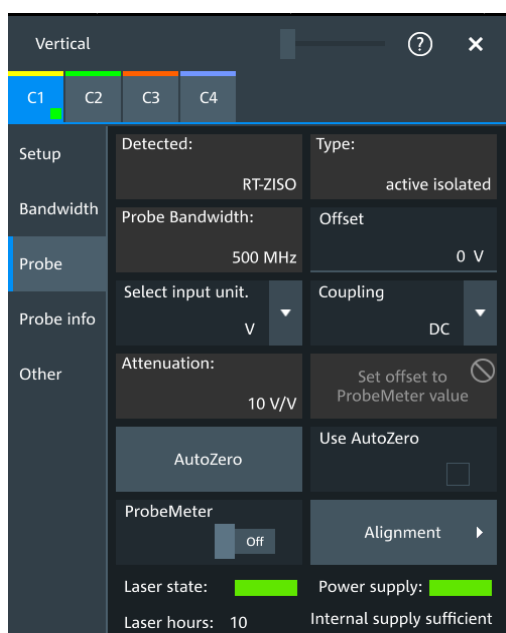 Vertical
?
C1 C2 C3 C4
Setup
Bandwidth
Probe
Probe info
Other
Detected:
RT-ZISO
Type:
active isolated
Probe Bandwidth:
500 MHz
Offset
0 V
Select input unit.
V
Coupling
DC
Attenuation:
10 V/V
Set offset to
ProbeMeter value
AutoZero
Use AutoZero
ProbeMeter
Off
Alignment
Laser state:
Power supply:
Laser hours: 10
Internal supply sufficient